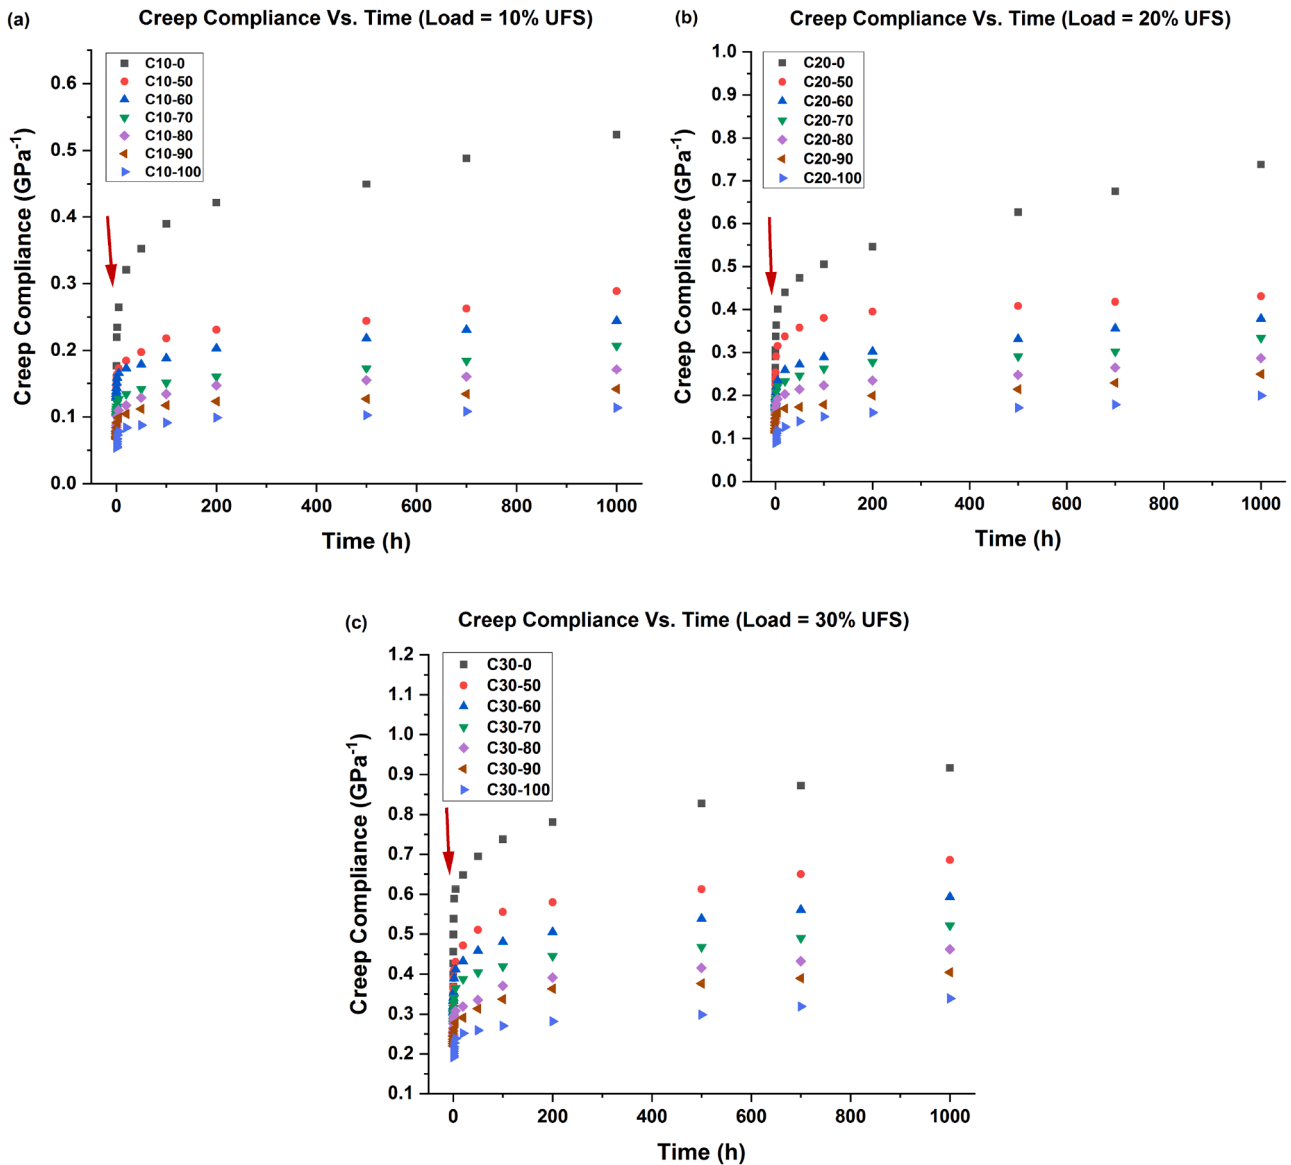 (a)
Creep Compliance Vs. Time (Load = 10% UFS)
C10-0
C10-50
C10-60
C10-70
C10-80
C10-90
C10-100
Creep Compliance (GPa⁻¹)
0.6
0.5
0.4
0.3
0.2
0.1
0.0
0 200 400 600 800 1000
Time (h)
(b)
Creep Compliance Vs. Time (Load = 20% UFS)
C20-0
C20-50
C20-60
C20-70
C20-80
C20-90
C20-100
Creep Compliance (GPa⁻¹)
1.0
0.9
0.8
0.7
0.6
0.5
0.4
0.3
0.2
0.1
0.0
0 200 400 600 800 1000
Time (h)
(c)
Creep Compliance Vs. Time (Load = 30% UFS)
C30-0
C30-50
C30-60
C30-70
C30-80
C30-90
C30-100
Creep Compliance (GPa⁻¹)
1.2
1.1
1.0
0.9
0.8
0.7
0.6
0.5
0.4
0.3
0.2
0.1
0 200 400 600 800 1000
Time (h)